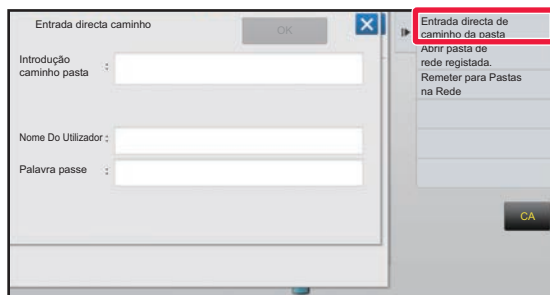 Entrada directa caminho
OK
Introdução
caminho pasta :
Nome Do Utilizador :
Palavra passe :
Entrada directa de
caminho da pasta
Abrir pasta de
rede registada.
Remeter para Pastas
na Rede
CA